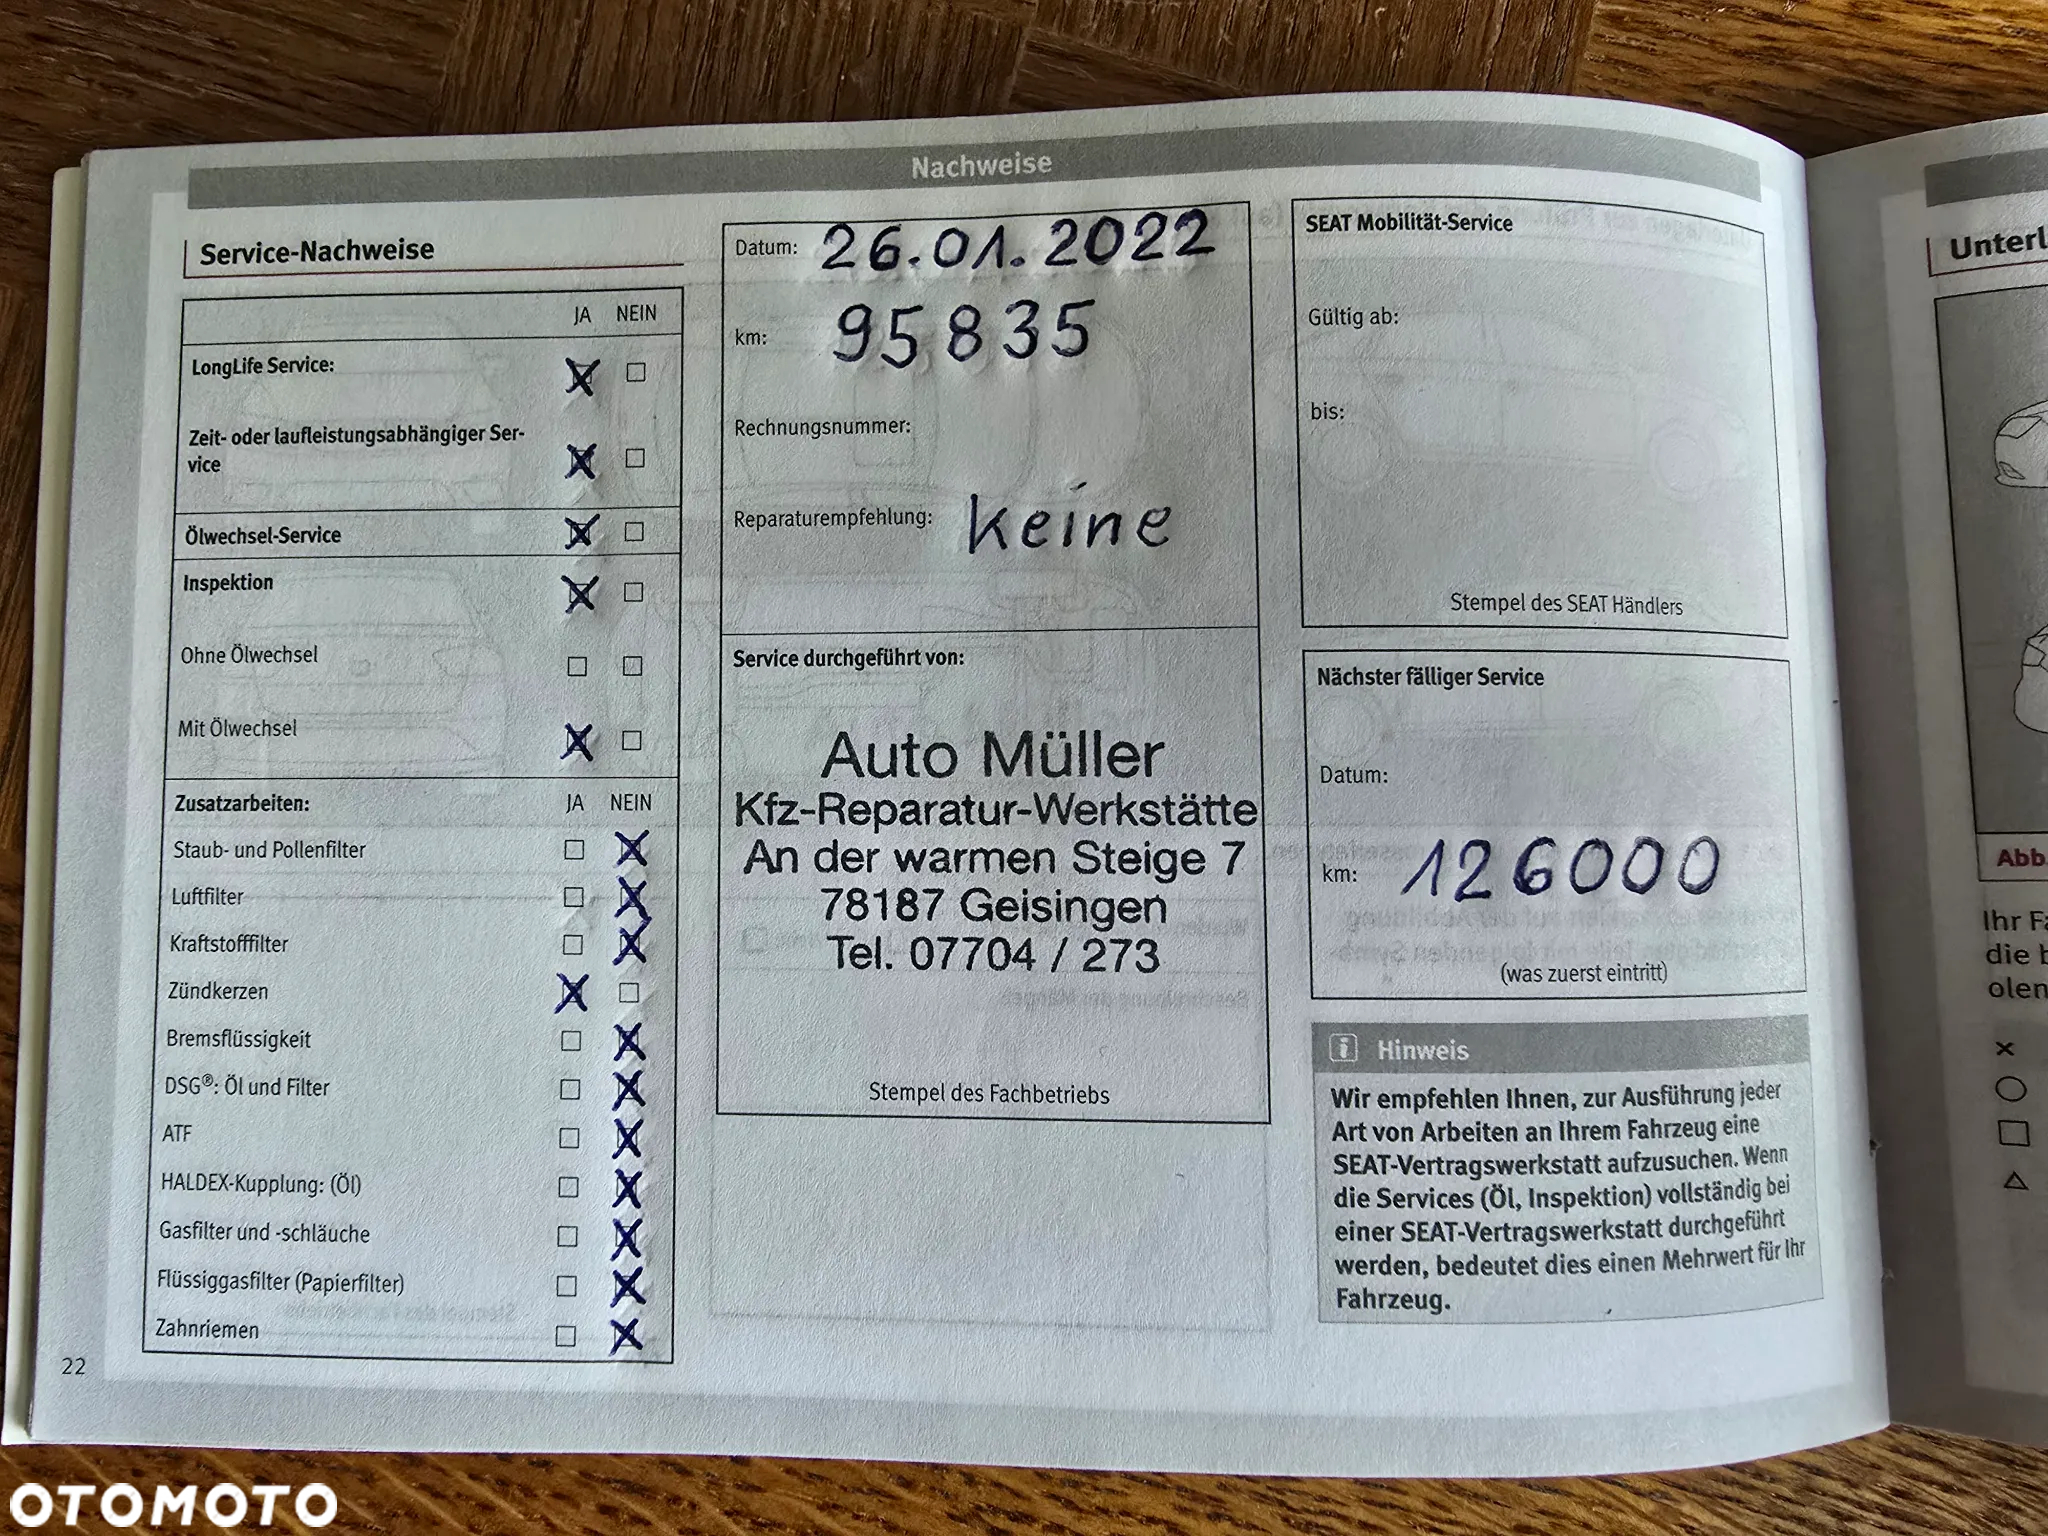 Nachweise
Service-Nachweise
JA NEIN
LongLife Service:
Zeit- oder laufleistungsabhängiger Ser-
vice
Ölwechsel-Service
Inspektion
Ohne Ölwechsel
Mit Ölwechsel
Zusatzarbeiten: JA NEIN
Staub- und Pollenfilter
Luftfilter
Kraftstofffilter
Zündkerzen
Bremsflüssigkeit
DSG®: Öl und Filter
ATF
HALDEX-Kupplung: (Öl)
Gasfilter und -schläuche
Flüssiggasfilter (Papierfilter)
Zahnriemen
22
Datum: 26.01.2022
km: 95835
Rechnungsnummer:
Reparaturempfehlung: keine
Service durchgeführt von:
Auto Müller
Kfz-Reparatur-Werkstätte
An der warmen Steige 7
78187 Geisingen
Tel. 07704 / 273
Stempel des Fachbetriebs
SEAT Mobilität-Service
Gültig ab:
bis:
Stempel des SEAT Händlers
Nächster fälliger Service
Datum:
km: 126000
(was zuerst eintritt)
i Hinweis
Wir empfehlen Ihnen, zur Ausführung jeder
Art von Arbeiten an Ihrem Fahrzeug eine
SEAT-Vertragswerkstatt aufzusuchen. Wenn
die Services (Öl, Inspektion) vollständig bei
einer SEAT-Vertragswerkstatt durchgeführt
werden, bedeutet dies einen Mehrwert für Ihr
Fahrzeug.
Unterl
Abb.
Ihr Fa
die b
olen
OTOMOTO